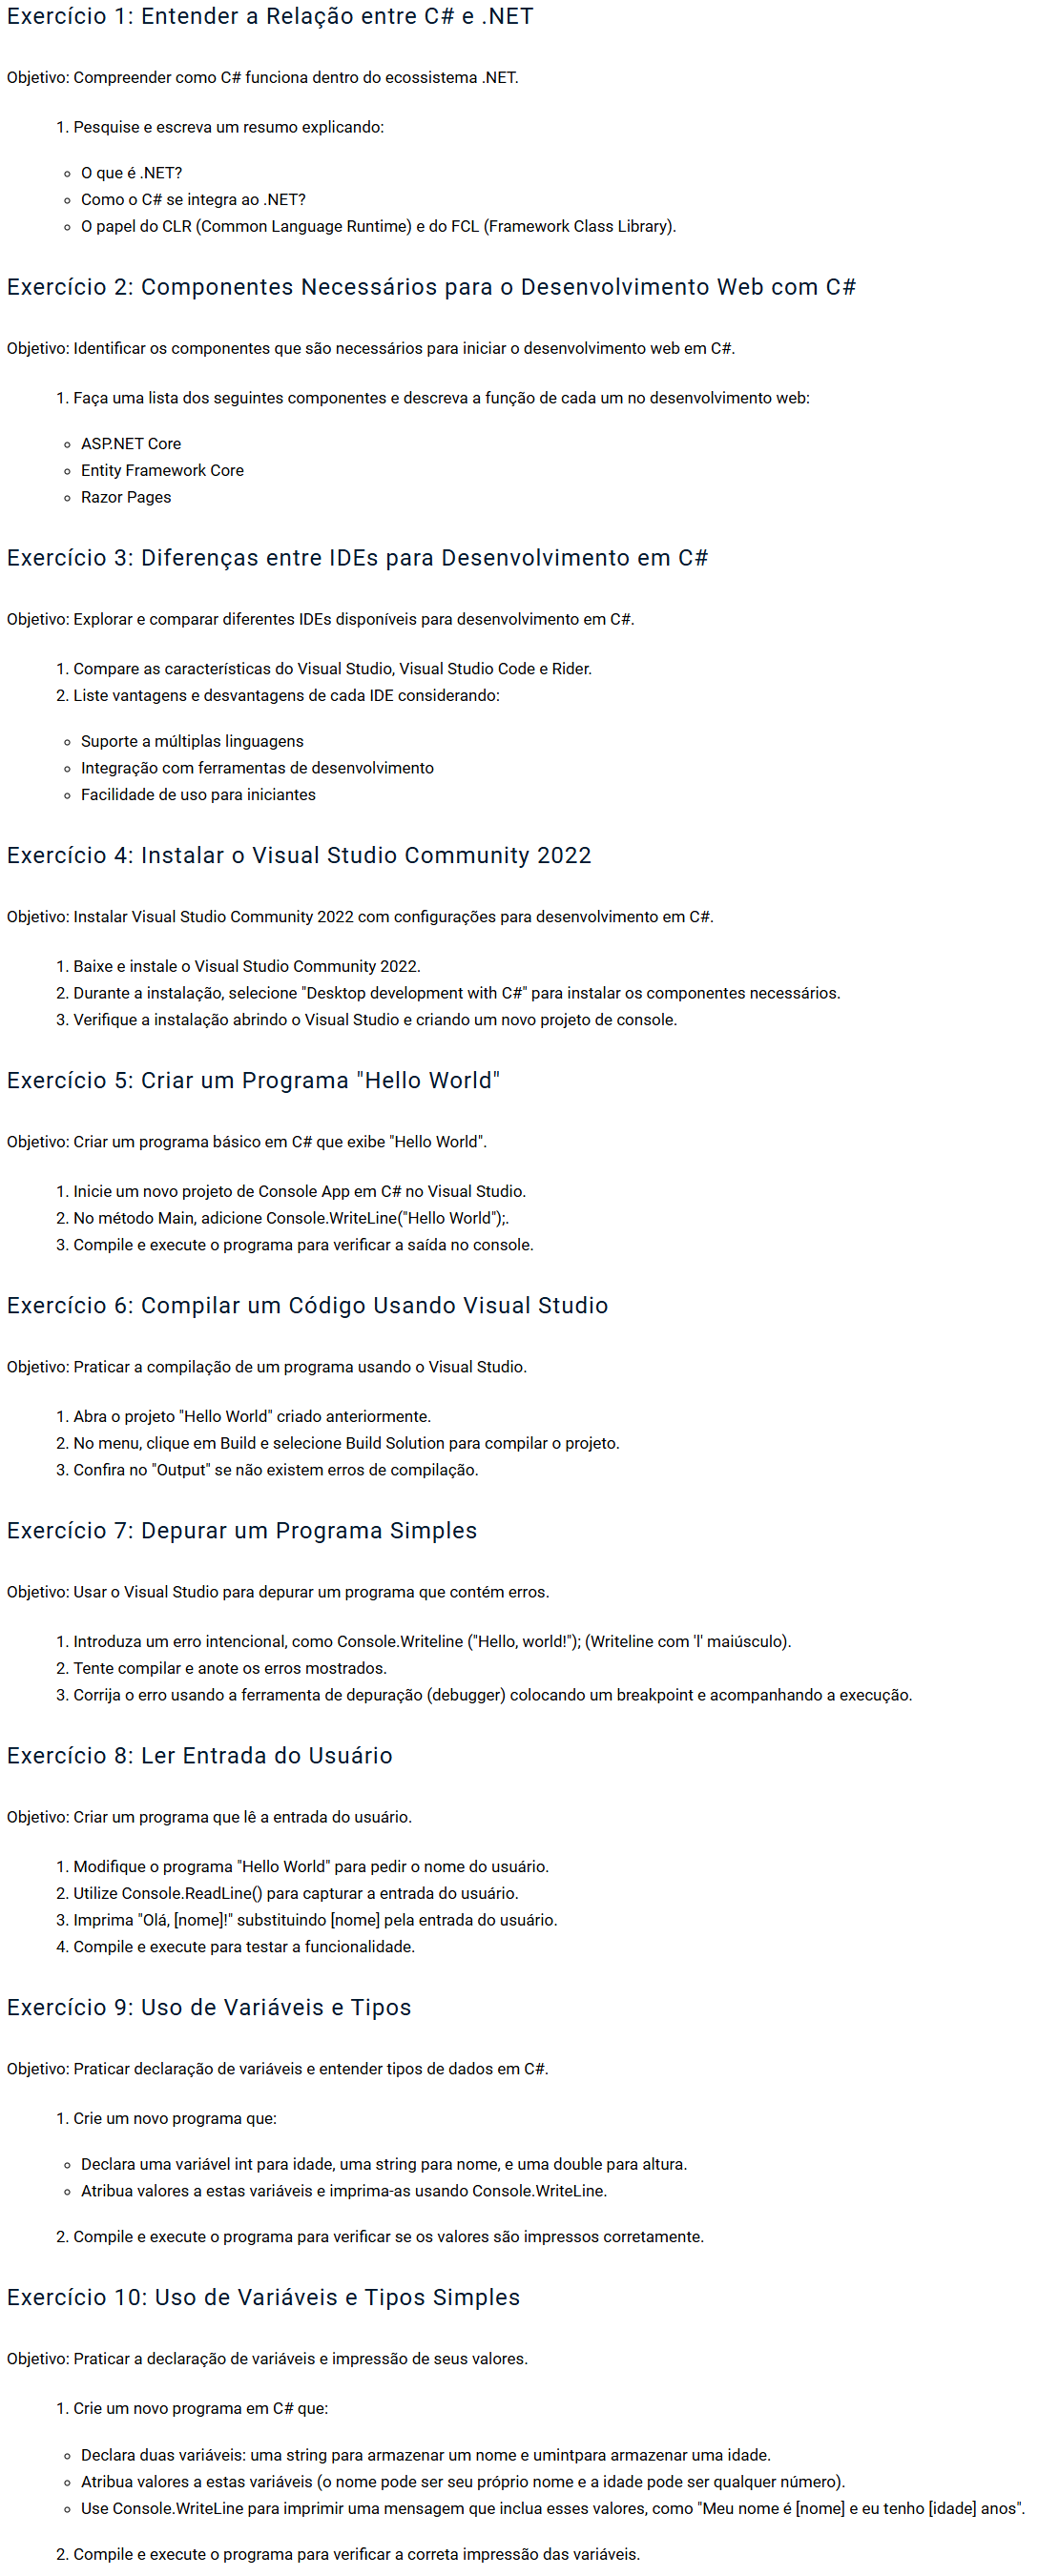 Exercício 1: Entender a Relação entre C# e .NET
Objetivo: Compreender como C# funciona dentro do ecossistema .NET.
1. Pesquise e escreva um resumo explicando:
◦ O que é .NET?
◦ Como o C# se integra ao .NET?
◦ O papel do CLR (Common Language Runtime) e do FCL (Framework Class Library).
Exercício 2: Componentes Necessários para o Desenvolvimento Web com C#
Objetivo: Identificar os componentes que são necessários para iniciar o desenvolvimento web em C#.
1. Faça uma lista dos seguintes componentes e descreva a função de cada um no desenvolvimento web:
◦ ASP.NET Core
◦ Entity Framework Core
◦ Razor Pages
Exercício 3: Diferenças entre IDEs para Desenvolvimento em C#
Objetivo: Explorar e comparar diferentes IDEs disponíveis para desenvolvimento em C#.
1. Compare as características do Visual Studio, Visual Studio Code e Rider.
2. Liste vantagens e desvantagens de cada IDE considerando:
◦ Suporte a múltiplas linguagens
◦ Integração com ferramentas de desenvolvimento
◦ Facilidade de uso para iniciantes
Exercício 4: Instalar o Visual Studio Community 2022
Objetivo: Instalar Visual Studio Community 2022 com configurações para desenvolvimento em C#.
1. Baixe e instale o Visual Studio Community 2022.
2. Durante a instalação, selecione "Desktop development with C#" para instalar os componentes necessários.
3. Verifique a instalação abrindo o Visual Studio e criando um novo projeto de console.
Exercício 5: Criar um Programa "Hello World"
Objetivo: Criar um programa básico em C# que exibe "Hello World".
1. Inicie um novo projeto de Console App em C# no Visual Studio.
2. No método Main, adicione Console.WriteLine("Hello World");.
3. Compile e execute o programa para verificar a saída no console.
Exercício 6: Compilar um Código Usando Visual Studio
Objetivo: Praticar a compilação de um programa usando o Visual Studio.
1. Abra o projeto "Hello World" criado anteriormente.
2. No menu, clique em Build e selecione Build Solution para compilar o projeto.
3. Confira no "Output" se não existem erros de compilação.
Exercício 7: Depurar um Programa Simples
Objetivo: Usar o Visual Studio para depurar um programa que contém erros.
1. Introduza um erro intencional, como Console.Writeline ("Hello, world!"); (Writeline com 'l' maiúsculo).
2. Tente compilar e anote os erros mostrados.
3. Corrija o erro usando a ferramenta de depuração (debugger) colocando um breakpoint e acompanhando a execução.
Exercício 8: Ler Entrada do Usuário
Objetivo: Criar um programa que lê a entrada do usuário.
1. Modifique o programa "Hello World" para pedir o nome do usuário.
2. Utilize Console.ReadLine() para capturar a entrada do usuário.
3. Imprima "Olá, [nome]!" substituindo [nome] pela entrada do usuário.
4. Compile e execute para testar a funcionalidade.
Exercício 9: Uso de Variáveis e Tipos
Objetivo: Praticar declaração de variáveis e entender tipos de dados em C#.
1. Crie um novo programa que:
◦ Declara uma variável int para idade, uma string para nome, e uma double para altura.
◦ Atribua valores a estas variáveis e imprima-as usando Console.WriteLine.
2. Compile e execute o programa para verificar se os valores são impressos corretamente.
Exercício 10: Uso de Variáveis e Tipos Simples
Objetivo: Praticar a declaração de variáveis e impressão de seus valores.
1. Crie um novo programa em C# que:
◦ Declara duas variáveis: uma string para armazenar um nome e umintpara armazenar uma idade.
◦ Atribua valores a estas variáveis (o nome pode ser seu próprio nome e a idade pode ser qualquer número).
◦ Use Console.WriteLine para imprimir uma mensagem que inclua esses valores, como "Meu nome é [nome] e eu tenho [idade] anos".
2. Compile e execute o programa para verificar a correta impressão das variáveis.